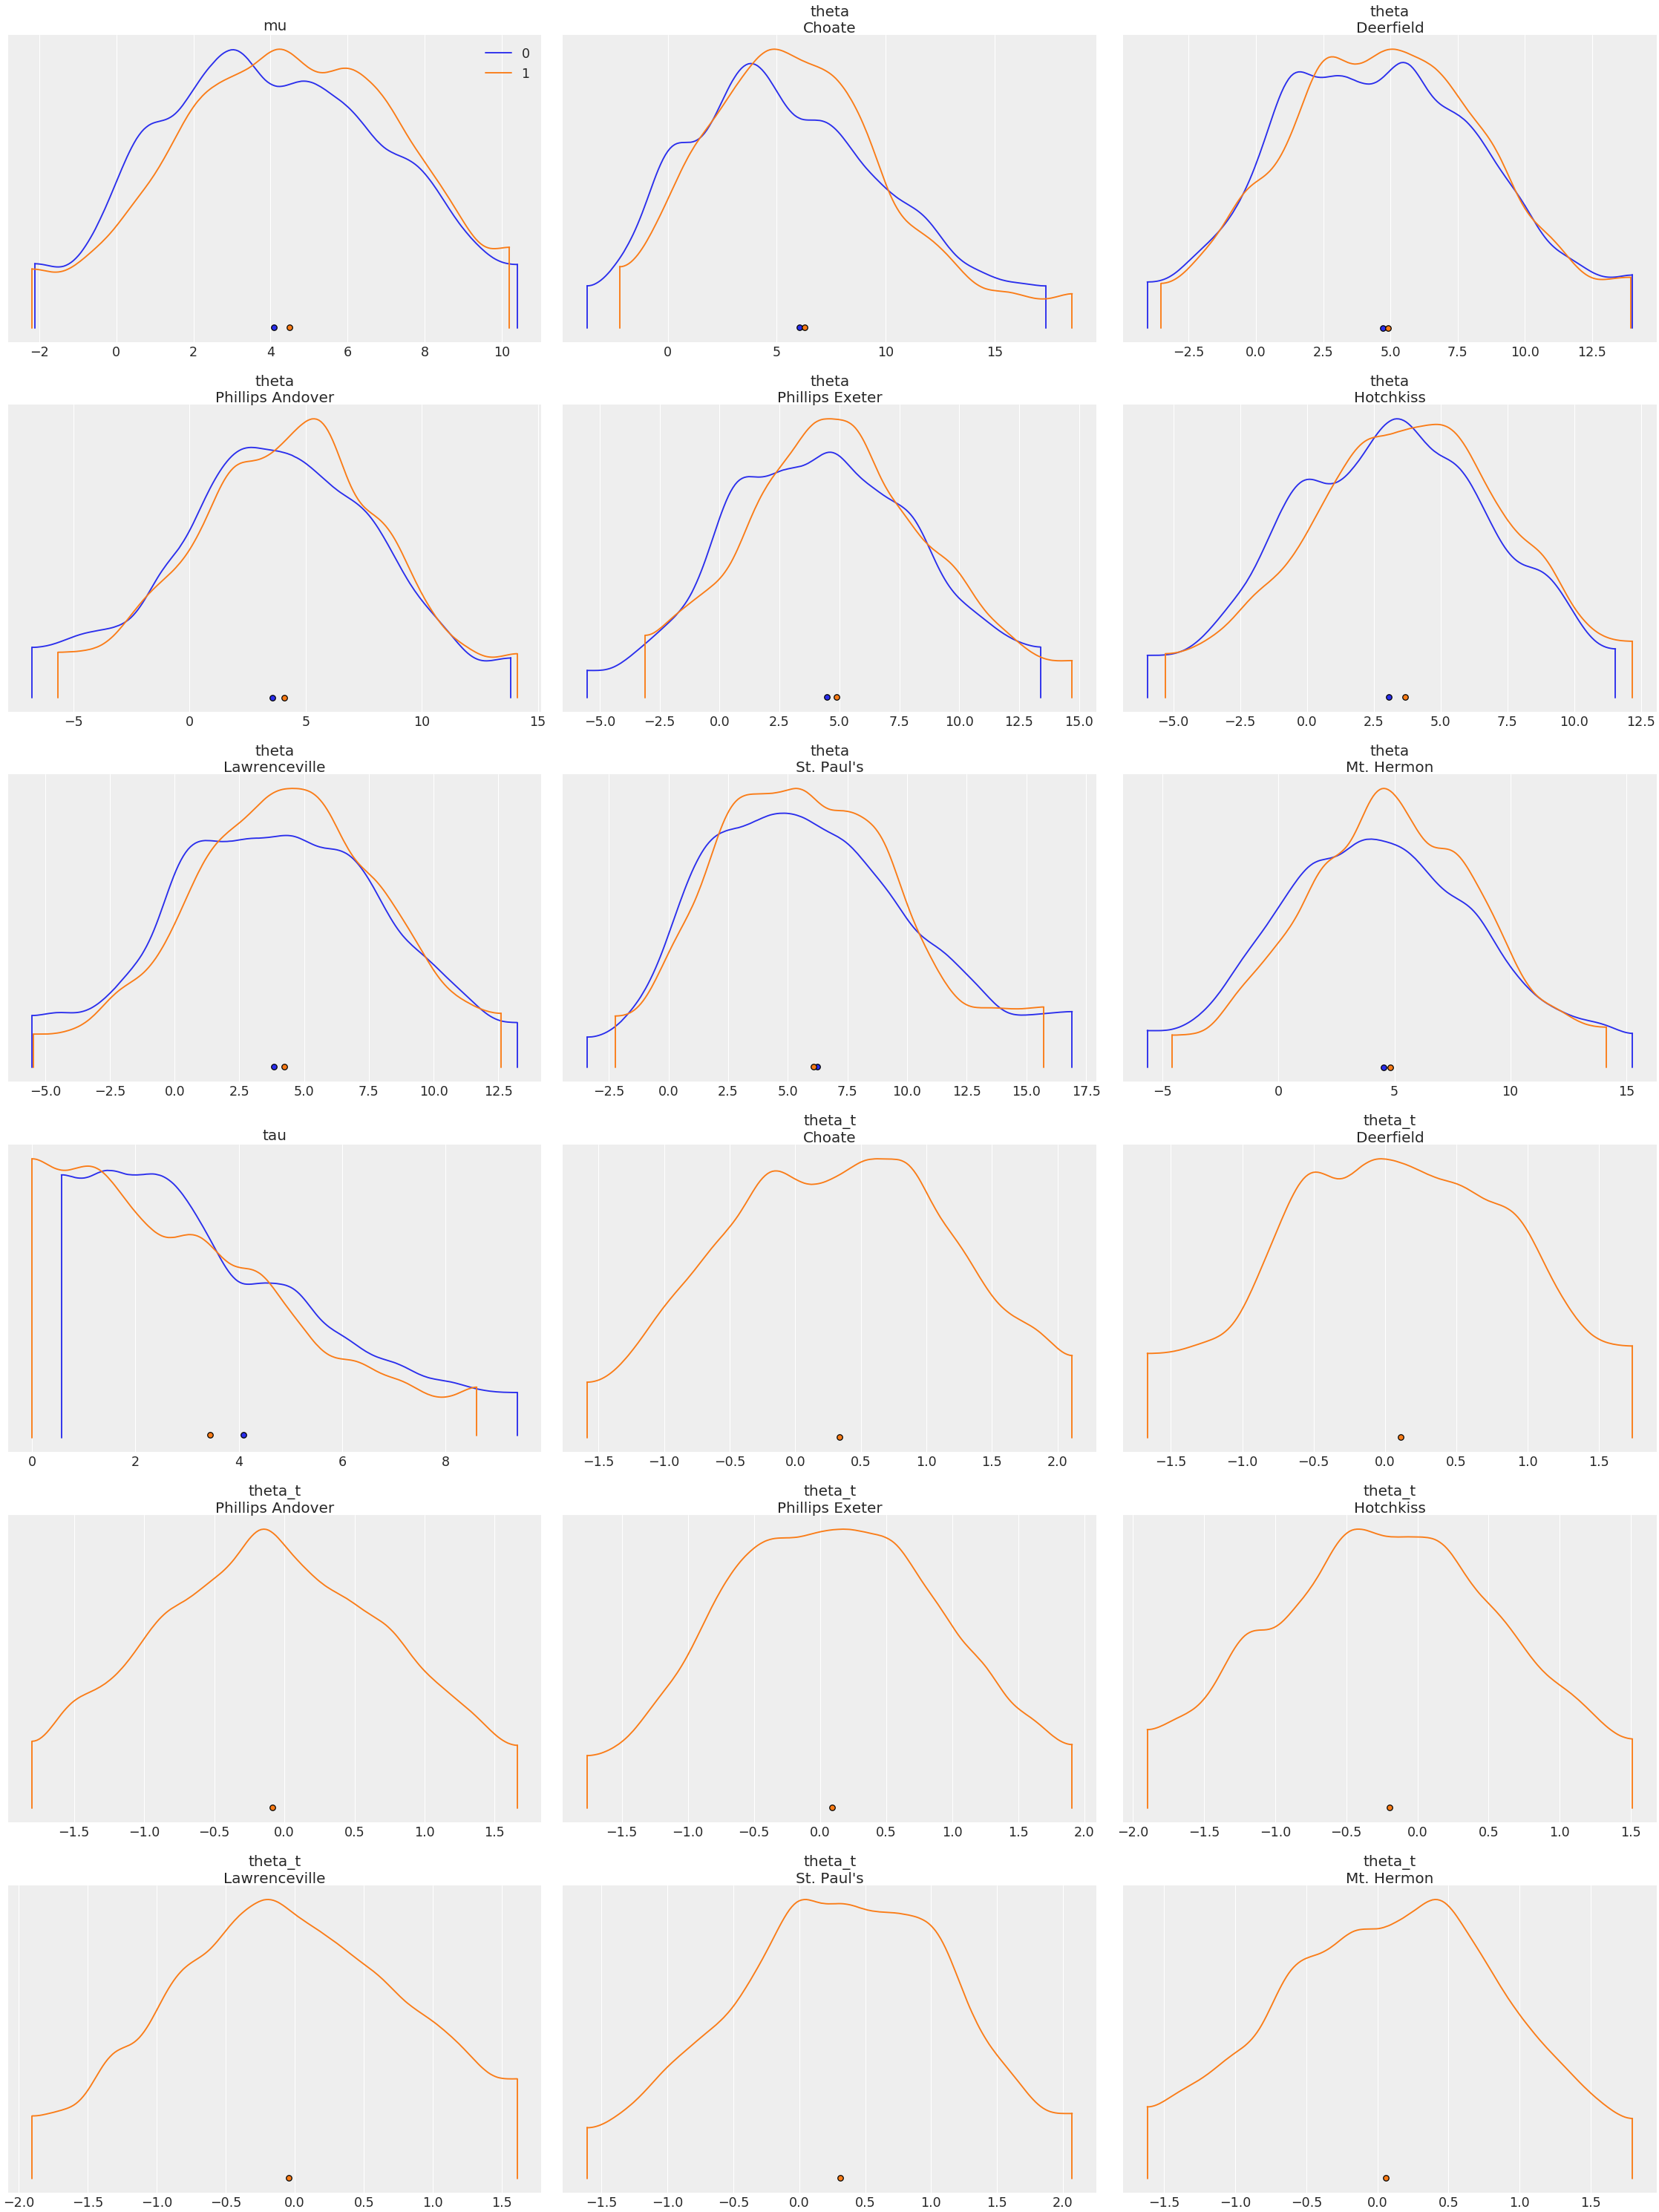 mu
0
1
−2 0 2 4 6 8 10
theta
Choate
0 5 10 15
theta
Deerfield
−2.5 0.0 2.5 5.0 7.5 10.0 12.5
theta
Phillips Andover
−5 0 5 10 15
theta
Phillips Exeter
−5.0 −2.5 0.0 2.5 5.0 7.5 10.0 12.5 15.0
theta
Hotchkiss
−5.0 −2.5 0.0 2.5 5.0 7.5 10.0 12.5
theta
Lawrenceville
−5.0 −2.5 0.0 2.5 5.0 7.5 10.0 12.5
theta
St. Paul's
−2.5 0.0 2.5 5.0 7.5 10.0 12.5 15.0 17.5
theta
Mt. Hermon
−5 0 5 10 15
tau
0 2 4 6 8
theta_t
Choate
−1.5 −1.0 −0.5 0.0 0.5 1.0 1.5 2.0
theta_t
Deerfield
−1.5 −1.0 −0.5 0.0 0.5 1.0 1.5
theta_t
Phillips Andover
−1.5 −1.0 −0.5 0.0 0.5 1.0 1.5
theta_t
Phillips Exeter
−1.5 −1.0 −0.5 0.0 0.5 1.0 1.5 2.0
theta_t
Hotchkiss
−2.0 −1.5 −1.0 −0.5 0.0 0.5 1.0 1.5
theta_t
Lawrenceville
−2.0 −1.5 −1.0 −0.5 0.0 0.5 1.0 1.5
theta_t
St. Paul's
−1.5 −1.0 −0.5 0.0 0.5 1.0 1.5 2.0
theta_t
Mt. Hermon
−1.5 −1.0 −0.5 0.0 0.5 1.0 1.5